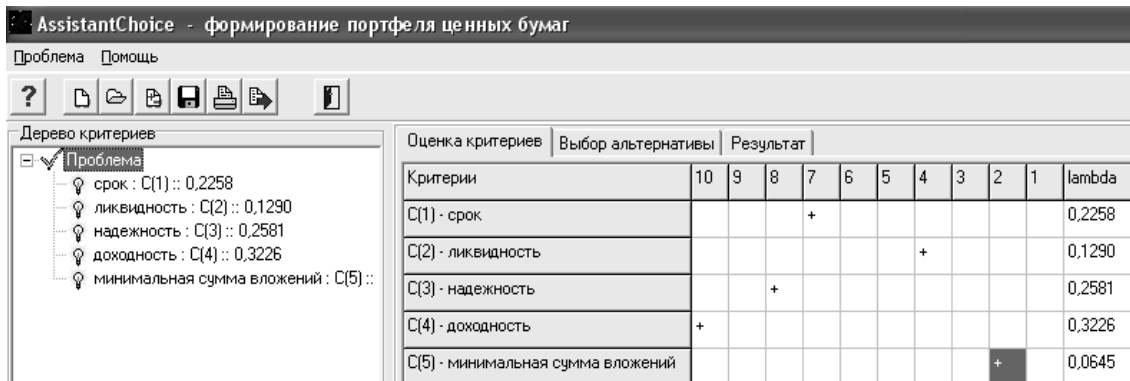 AssistantChoice - формирование портфеля ценных бумаг
Проблема Помощь
?
Дерево критериев
Проблема
срок : C(1) :: 0,2258
ликвидность : C(2) :: 0,1290
надежность : C(3) :: 0,2581
доходность : C(4) :: 0,3226
минимальная сумма вложений : C(5) ::
Оценка критериев Выбор альтернативы Результат
Критерии 10 9 8 7 6 5 4 3 2 1 lambda
C(1) - срок + 0,2258
C(2) - ликвидность + 0,1290
C(3) - надежность + 0,2581
C(4) - доходность + 0,3226
C(5) - минимальная сумма вложений + 0,0645